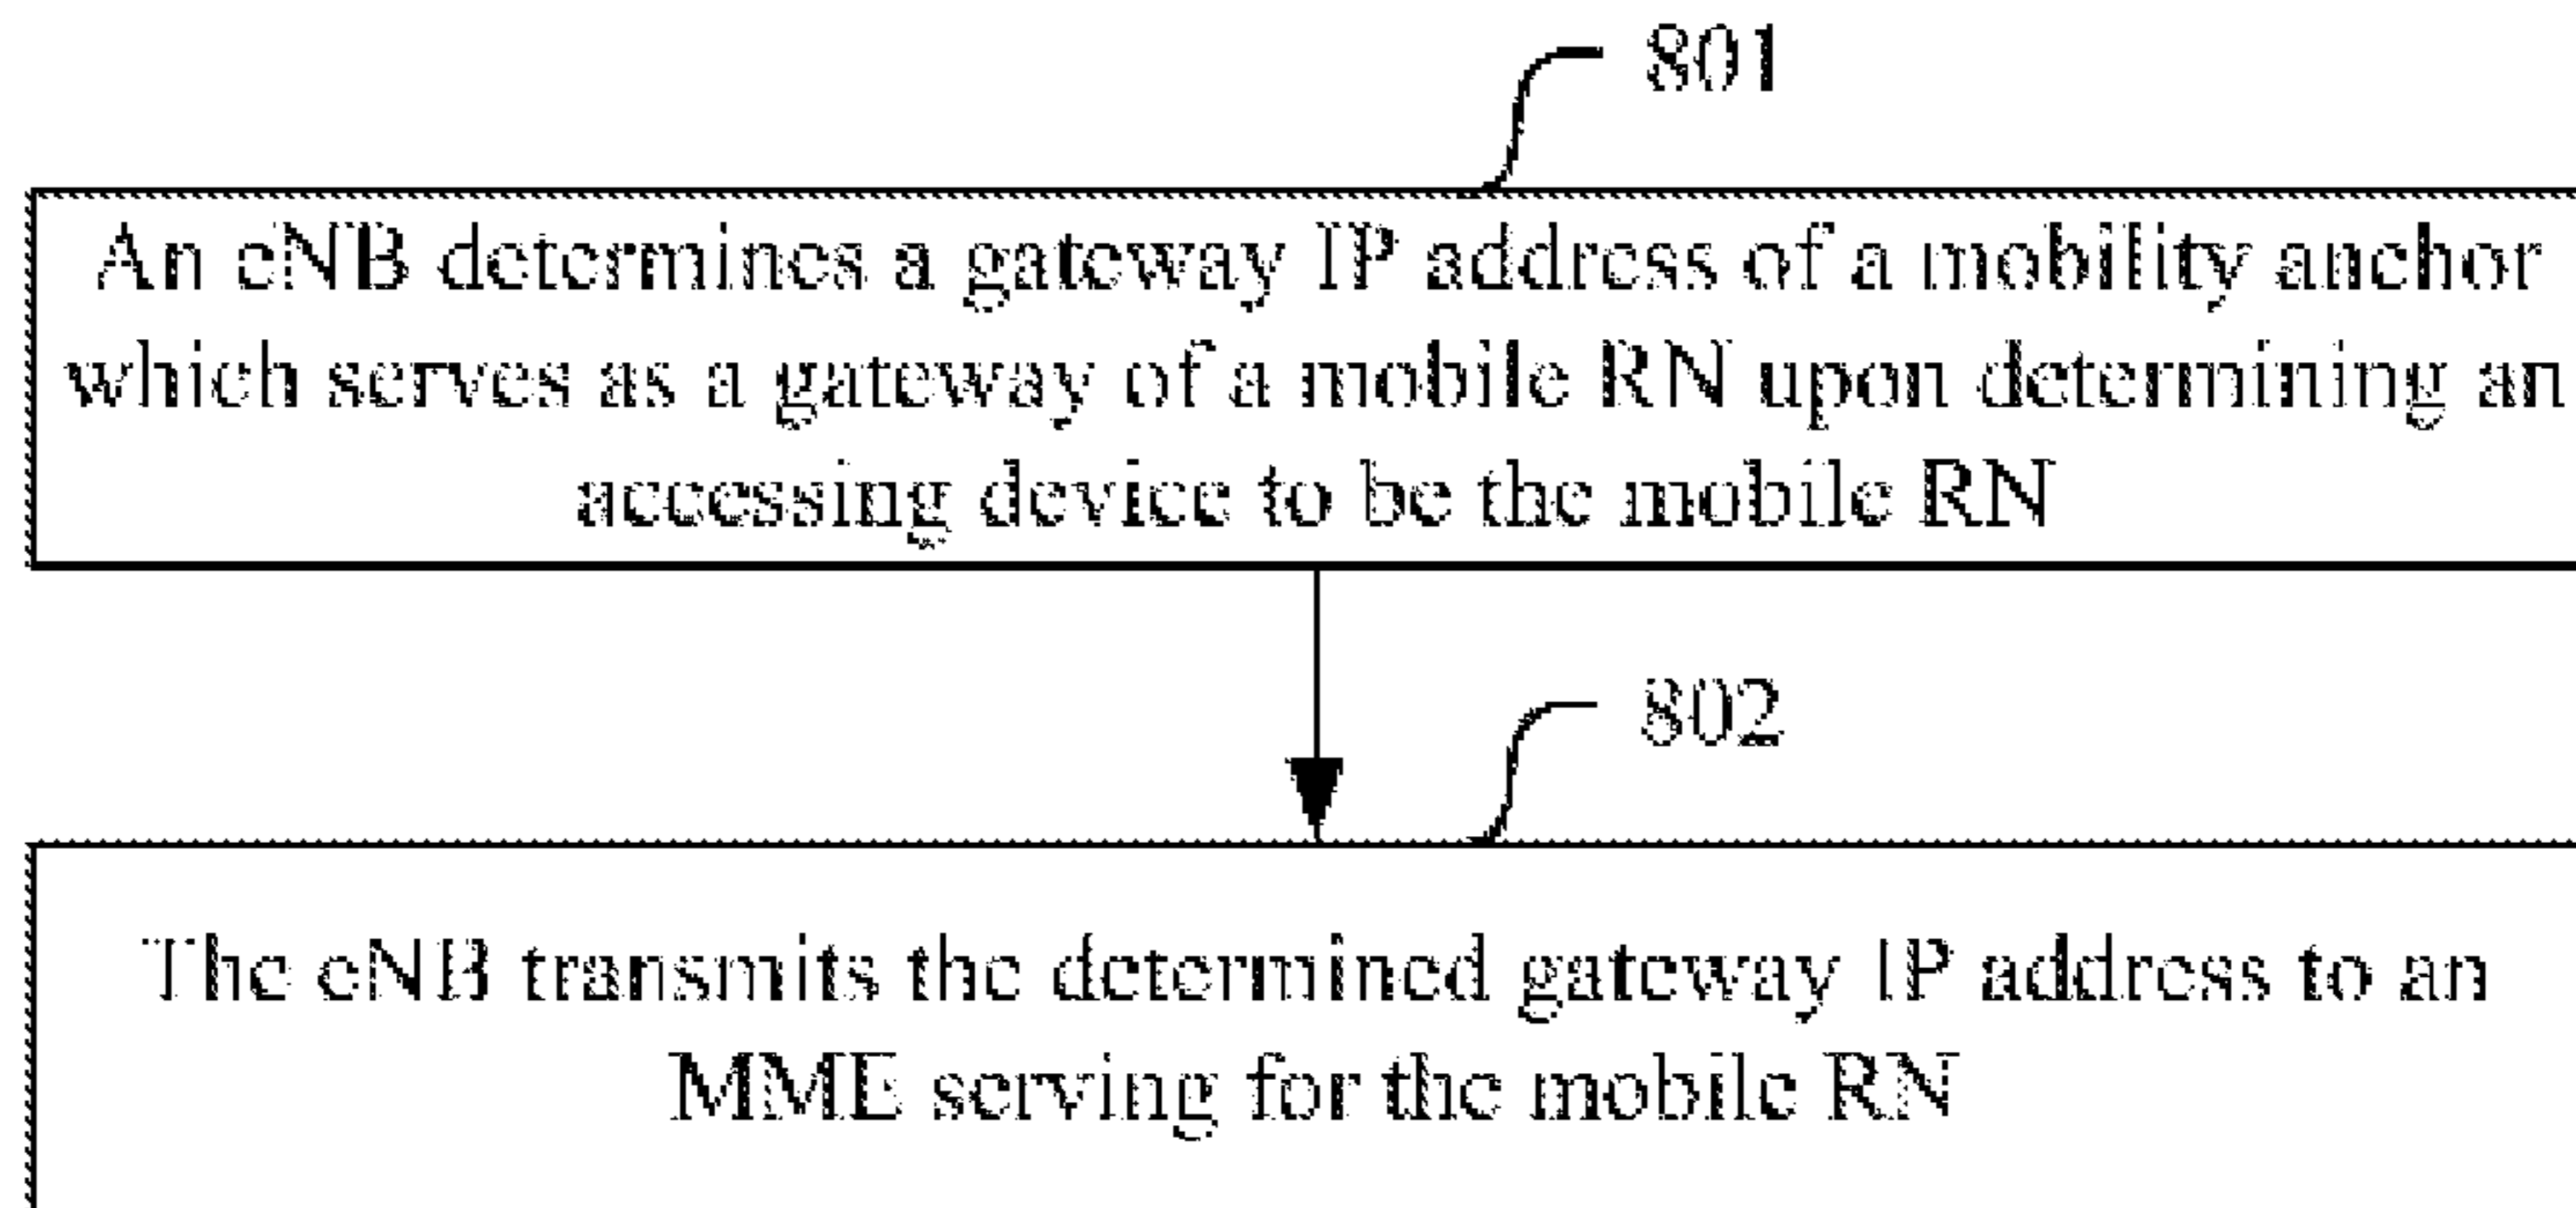 801
An eNB determines a gateway IP address of a mobility anchor
which serves as a gateway of a mobile RN upon determining an
accessing device to be the mobile RN
802
The eNB transmits the determined gateway IP address to an
MME serving for the mobile RN